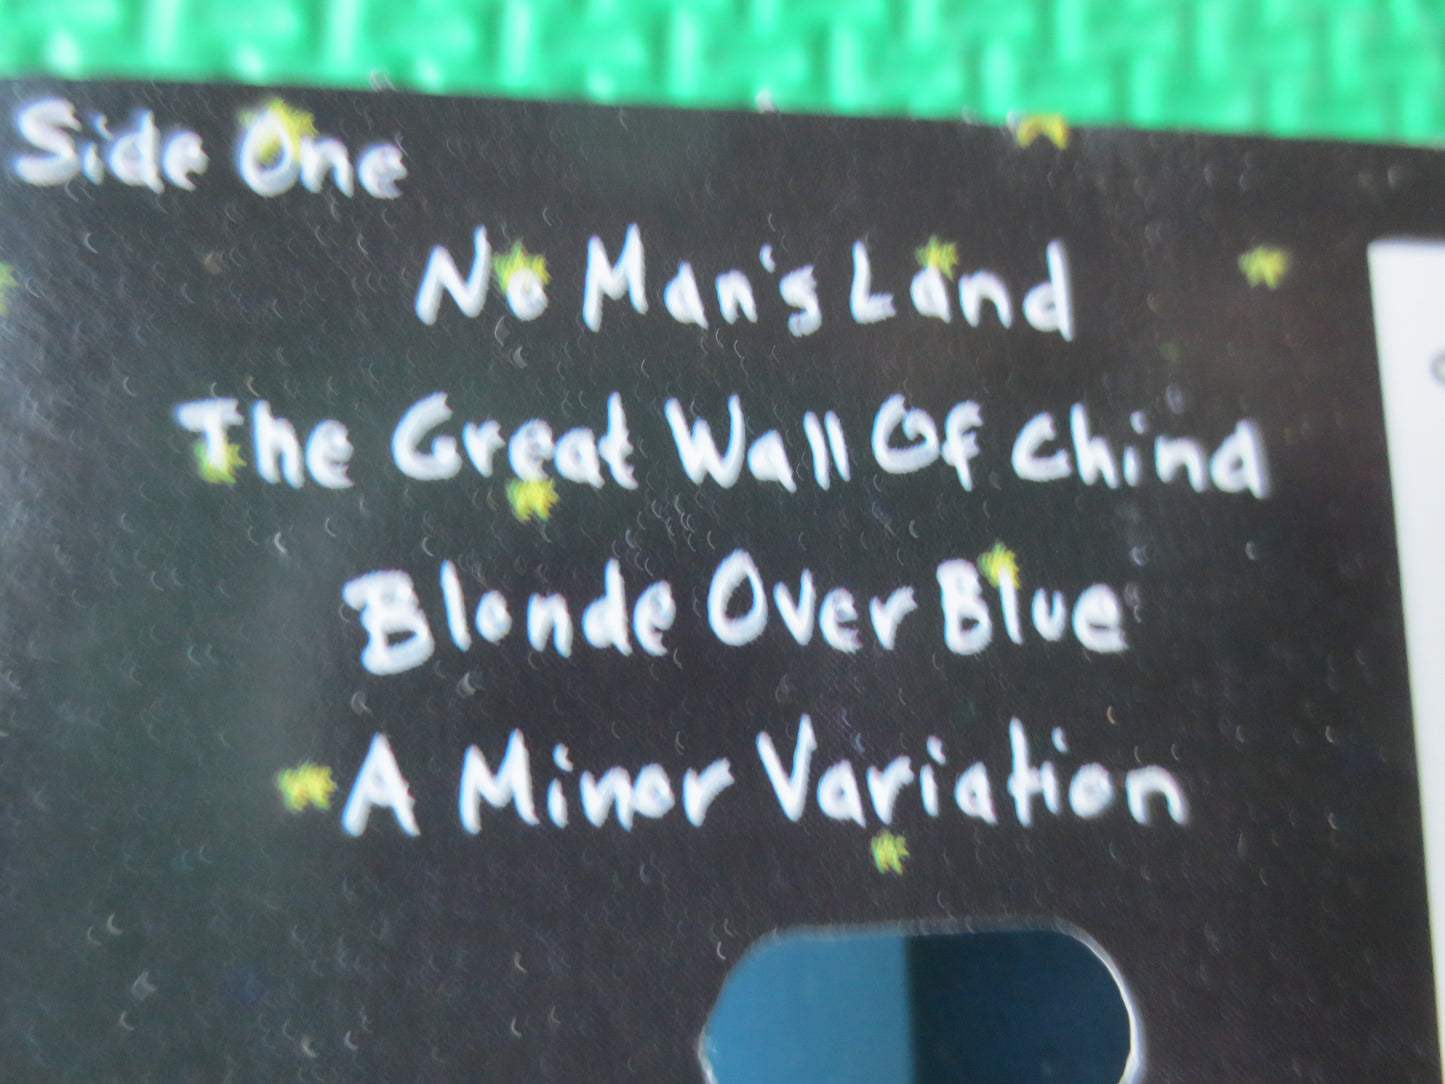 Side One
No Man's Land
The Great Wall Of China
Blonde Over Blue
A Minor Variation